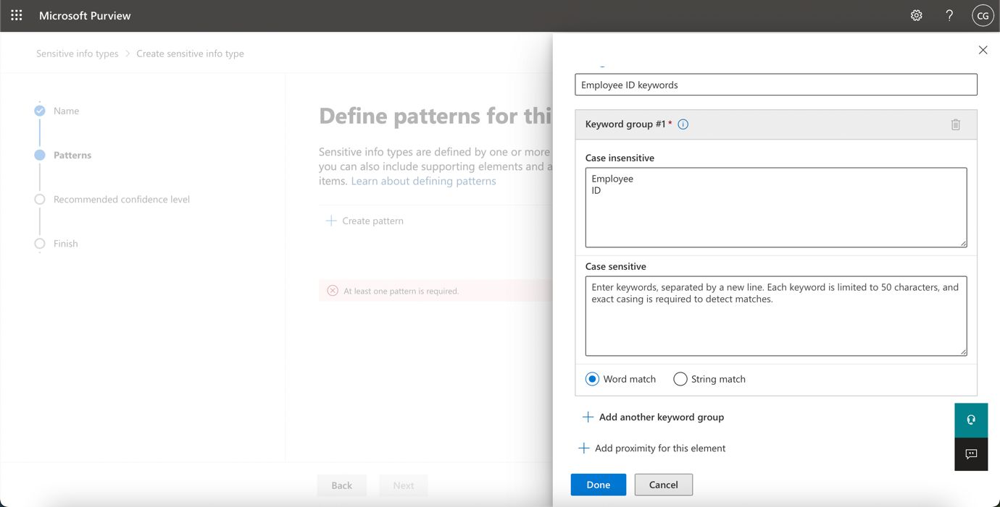 Microsoft Purview
?
CG
Sensitive info types > Create sensitive info type
Name
Patterns
Recommended confidence level
Finish
Define patterns for thi
Sensitive info types are defined by one or more
you can also include supporting elements and a
items. Learn about defining patterns
+ Create pattern
At least one pattern is required.
Back
Next
Employee ID keywords
Keyword group #1 *
Case insensitive
Employee
ID
Case sensitive
Enter keywords, separated by a new line. Each keyword is limited to 50 characters, and
exact casing is required to detect matches.
Word match
String match
+ Add another keyword group
+ Add proximity for this element
Done
Cancel